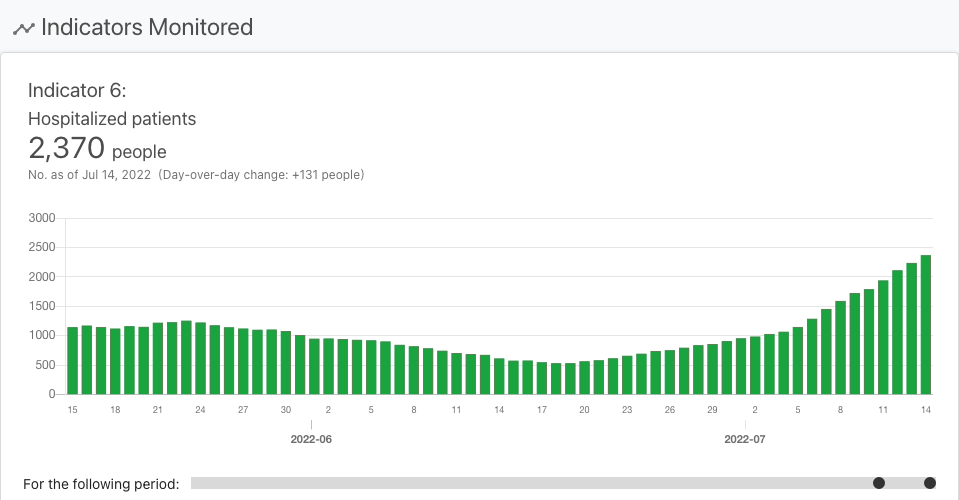 Indicators Monitored
Indicator 6:
Hospitalized patients
2,370 people
No. as of Jul 14, 2022 (Day-over-day change: +131 people)
3000
2500
2000
1500
1000
500
0
15 18 21 24 27 30 2 5 8 11 14 17 20 23 26 29 2 5 8 11 14
2022-06 2022-07
For the following period: